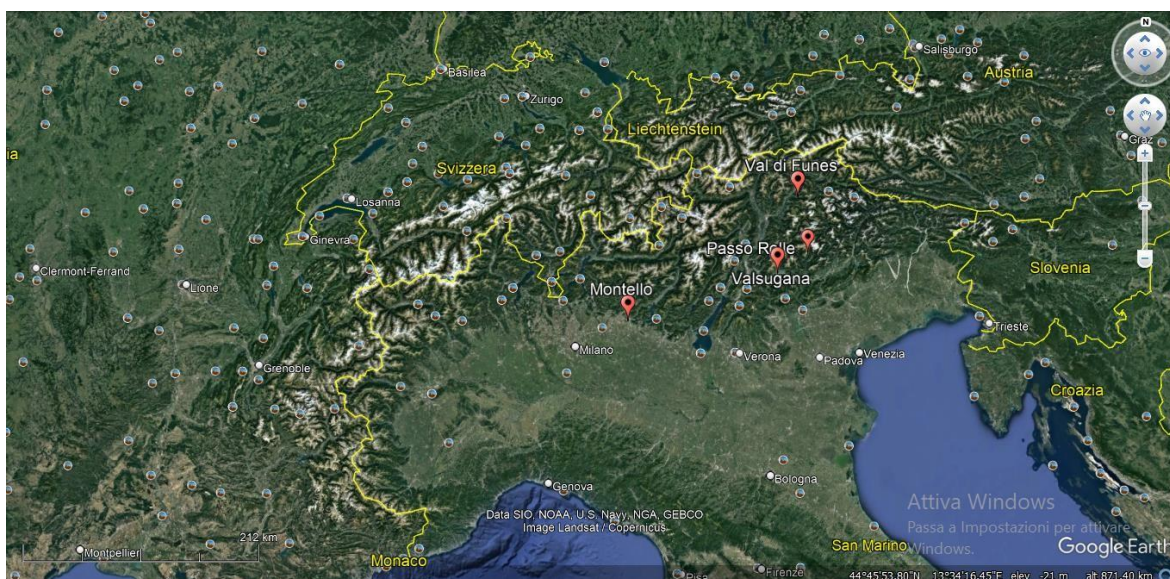 N
Salisburgo
Basilea
Austria
Zurigo
Liechtenstein
Graz
ia
Val di Funes
Svizzera
Losanna
Ginevra
Passo Rolle
Clermont-Ferrand
Slovenia
Valsugana
Lione
Montello
Trieste
Milano
Verona
Padova
Venezia
Grenoble
Croazia
Bologna
Genova
Attiva Windows
Data SIO, NOAA, U.S. Navy, NGA, GEBCO
Image Landsat / Copernicus
Passa a Impostazioni per attivare
Windows.
212 km
San Marino
Google Earth
Montpellier
Monaco
Pisa
Firenze
44°45'53.80"N 13°34'16.45"E elev -21 m alt 871.40 km